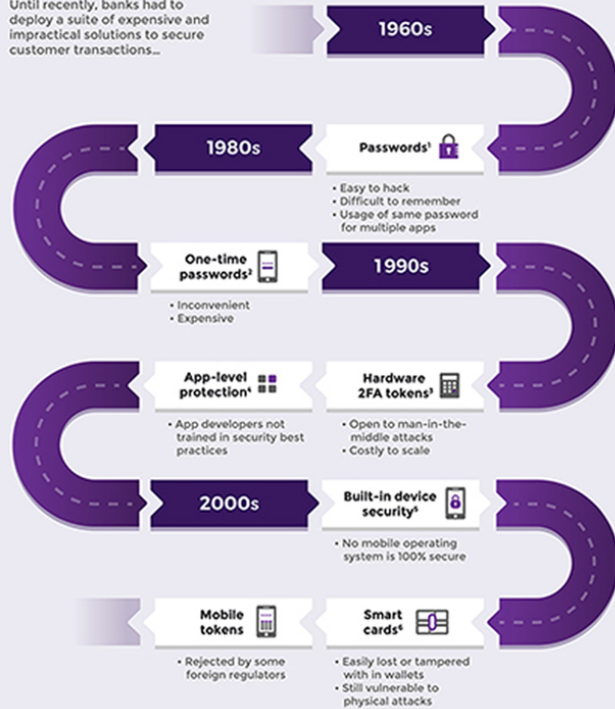 Until recently, banks had to
deploy a suite of expensive and
impractical solutions to secure
customer transactions...
1960s
Passwords¹
• Easy to hack
• Difficult to remember
• Usage of same password
for multiple apps
1980s
One-time
passwords²
• Inconvenient
• Expensive
1990s
Hardware
2FA tokens³
• Open to man-in-the-
middle attacks
• Costly to scale
App-level
protection⁴
• App developers not
trained in security best
practices
2000s
Built-in device
security⁵
• No mobile operating
system is 100% secure
Smart
cards⁶
• Easily lost or tampered
with in wallets
• Still vulnerable to
physical attacks
Mobile
tokens
• Rejected by some
foreign regulators